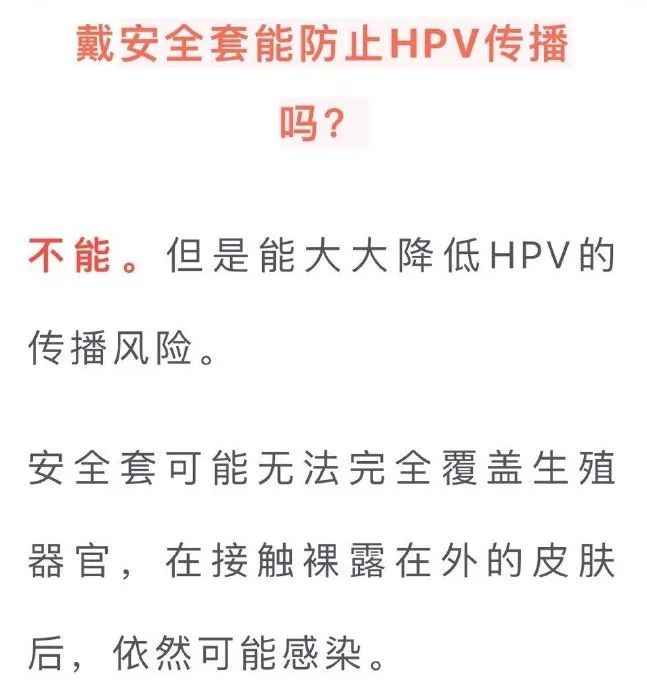 戴安全套能防止HPV传播
吗？
不能。但是能大大降低HPV的
传播风险。
安全套可能无法完全覆盖生殖
器官，在接触裸露在外的皮肤
后，依然可能感染。